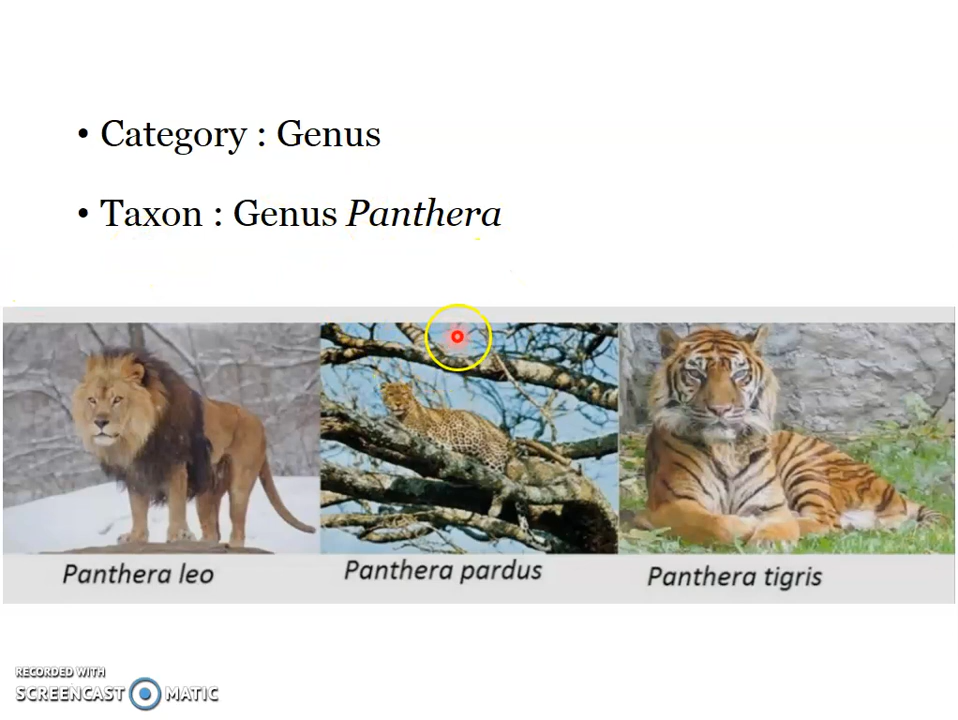 • Category : Genus
• Taxon : Genus Panthera
Panthera leo
Panthera pardus
Panthera tigris
RECORDED WITH
SCREENCAST MATIC